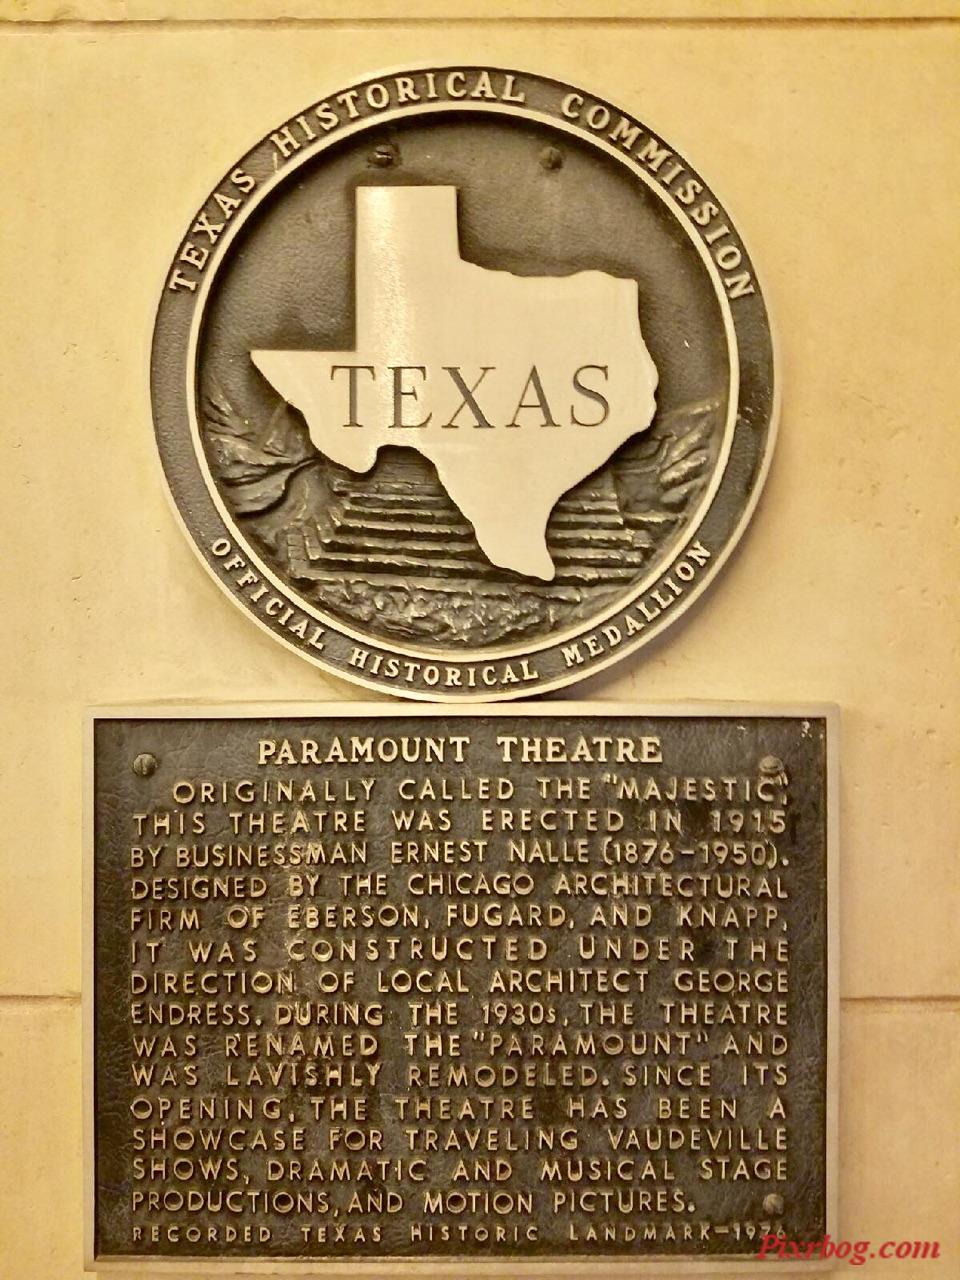 TEXAS HISTORICAL COMMISSION
TEXAS
OFFICIAL HISTORICAL MEDALLION
PARAMOUNT THEATRE
ORIGINALLY CALLED THE "MAJESTIC,"
THIS THEATRE WAS ERECTED IN 1915
BY BUSINESSMAN ERNEST NALLE (1876-1950).
DESIGNED BY THE CHICAGO ARCHITECTURAL
FIRM OF EBERSON, FUGARD, AND KNAPP,
IT WAS CONSTRUCTED UNDER THE
DIRECTION OF LOCAL ARCHITECT GEORGE
ENDRESS. DURING THE 1930s, THE THEATRE
WAS RENAMED THE "PARAMOUNT" AND
WAS LAVISHLY REMODELED. SINCE ITS
OPENING, THE THEATRE HAS BEEN A
SHOWCASE FOR TRAVELING VAUDEVILLE
SHOWS, DRAMATIC AND MUSICAL STAGE
PRODUCTIONS, AND MOTION PICTURES.
RECORDED TEXAS HISTORIC LANDMARK-1976
Pixrbog.com